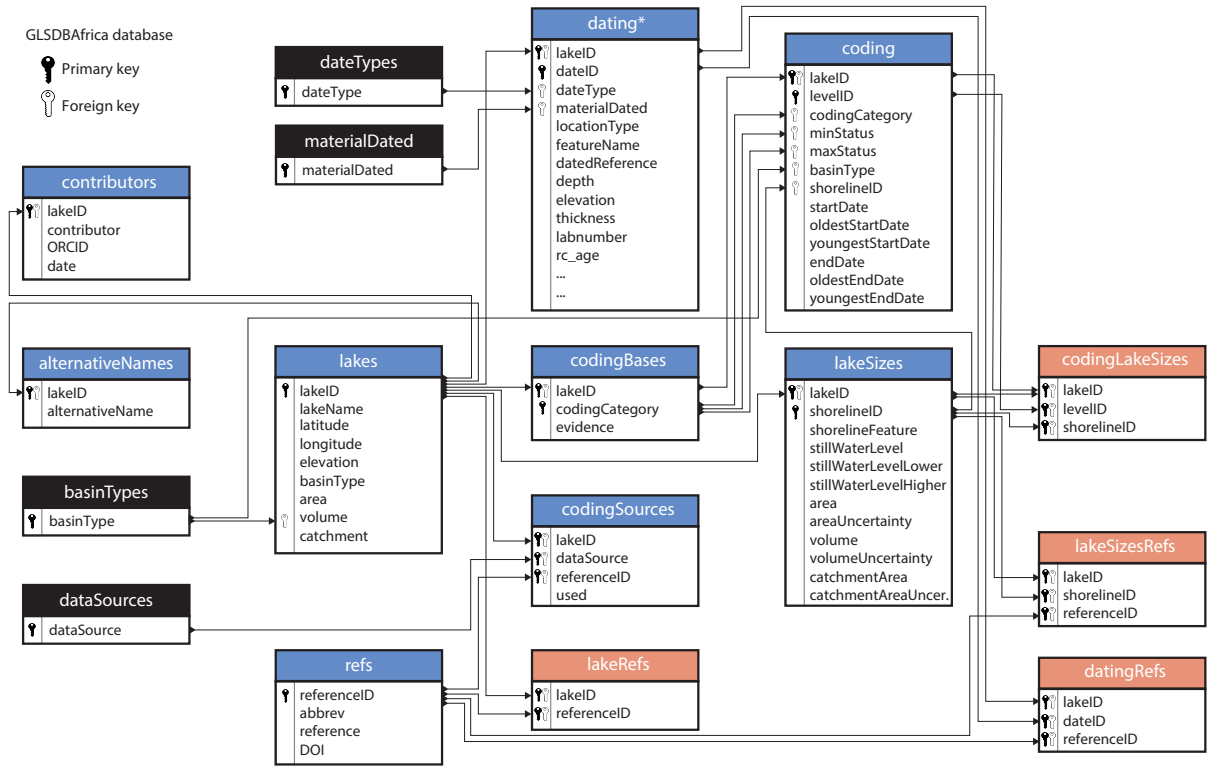 GLSDBAfrica database
Primary key
Foreign key
dateTypes
dateType
materialDated
materialDated
dating*
lakeID
dateID
dateType
materialDated
locationType
featureName
datedReference
depth
elevation
thickness
labnumber
rc_age
...
...
coding
lakeID
levelID
codingCategory
minStatus
maxStatus
basinType
shorelineID
startDate
oldestStartDate
youngestStartDate
endDate
oldestEndDate
youngestEndDate
contributors
lakeID
contributor
ORCID
date
alternativeNames
lakeID
alternativeName
lakes
lakeID
lakeName
latitude
longitude
elevation
basinType
area
volume
catchment
codingBases
lakeID
codingCategory
evidence
lakeSizes
lakeID
shorelineID
shorelineFeature
stillWaterLevel
stillWaterLevelLower
stillWaterLevelHigher
area
areaUncertainty
volume
volumeUncertainty
catchmentArea
catchmentAreaUncer.
codingLakeSizes
lakeID
levelID
shorelineID
basinTypes
basinType
codingSources
lakeID
dataSource
referenceID
used
lakeSizesRefs
lakeID
shorelineID
referenceID
dataSources
dataSource
refs
referenceID
abbrev
reference
DOI
lakeRefs
lakeID
referenceID
datingRefs
lakeID
dateID
referenceID